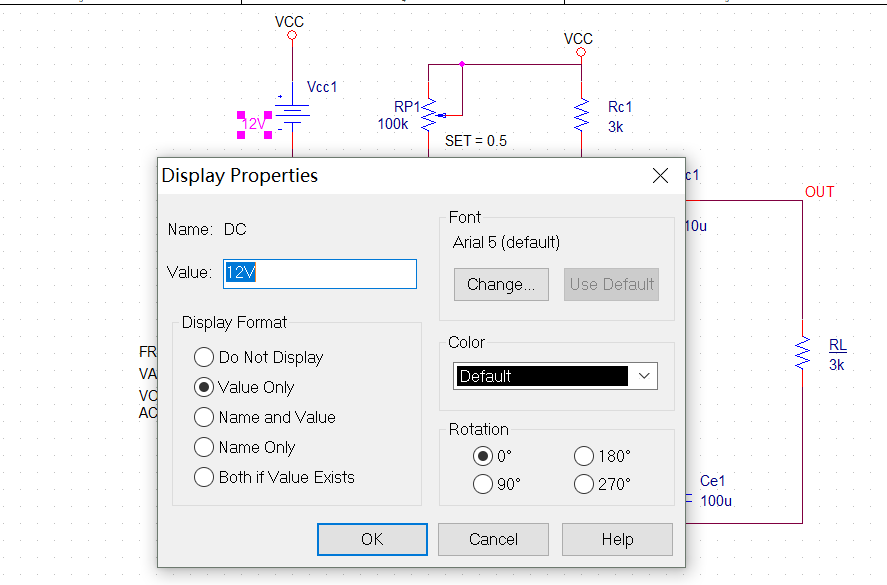 VCC
VCC
Vcc1
12V
RP1
100k
SET = 0.5
Rc1
3k
Display Properties
c1
10u
OUT
Name: DC
Value: 12V
Font
Arial 5 (default)
Change...
Use Default
Display Format
Do Not Display
Value Only
Name and Value
Name Only
Both if Value Exists
Color
Default
Rotation
0°
180°
90°
270°
OK
Cancel
Help
FR
VA
VO
AC
RL
3k
Ce1
100u